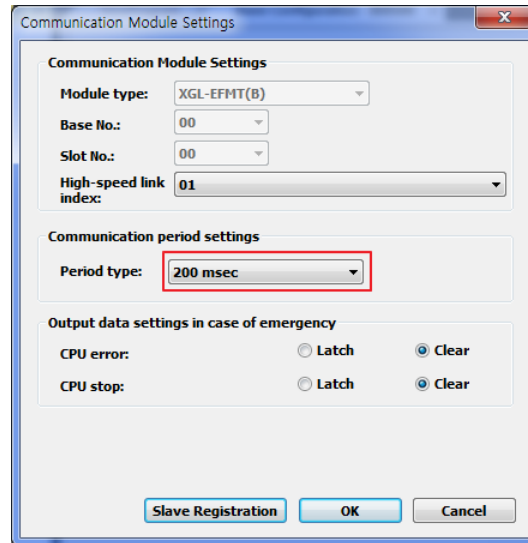 Communication Module Settings
Communication Module Settings
Module type: XGL-EFMT(B)
Base No.: 00
Slot No.: 00
High-speed link index: 01
Communication period settings
Period type: 200 msec
Output data settings in case of emergency
CPU error: Latch Clear
CPU stop: Latch Clear
Slave Registration OK Cancel